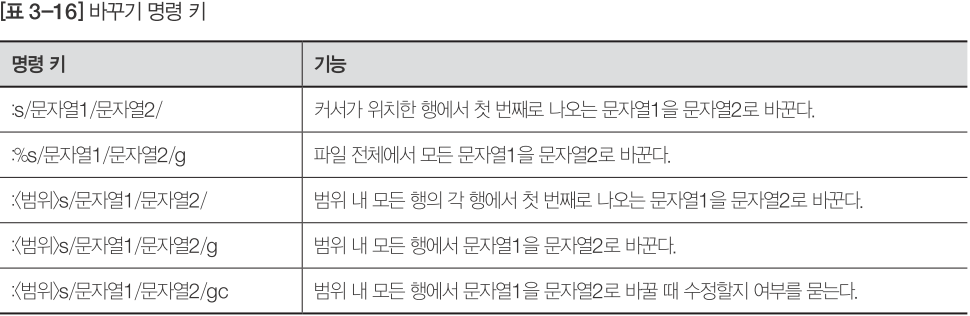 [표 3-16] 바꾸기 명령 키
명령 키 기능
:s/문자열1/문자열2/ 커서가 위치한 행에서 첫 번째로 나오는 문자열1을 문자열2로 바꾼다.
:%s/문자열1/문자열2/g 파일 전체에서 모든 문자열1을 문자열2로 바꾼다.
:〈범위〉s/문자열1/문자열2/ 범위 내 모든 행의 각 행에서 첫 번째로 나오는 문자열1을 문자열2로 바꾼다.
:〈범위〉s/문자열1/문자열2/g 범위 내 모든 행에서 문자열1을 문자열2로 바꾼다.
:〈범위〉s/문자열1/문자열2/gc 범위 내 모든 행에서 문자열1을 문자열2로 바꿀 때 수정할지 여부를 묻는다.